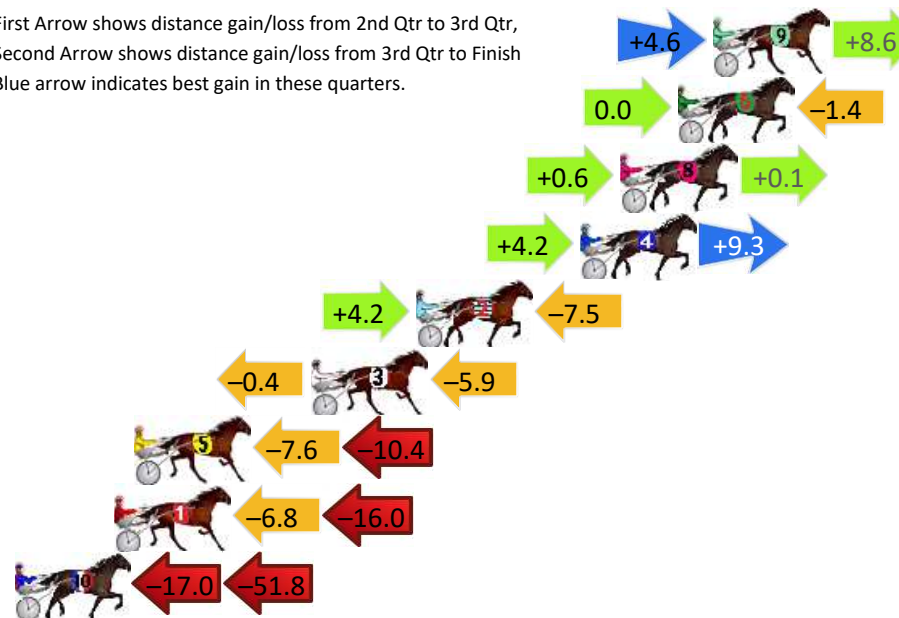 First Arrow shows distance gain/loss from 2nd Qtr to 3rd Qtr,
Second Arrow shows distance gain/loss from 3rd Qtr to Finish
Blue arrow indicates best gain in these quarters.
+4.6 9 +8.6
0.0 6 –1.4
+0.6 8 +0.1
+4.2 4 +9.3
+4.2 –7.5
–0.4 3 –5.9
5 –7.6 –10.4
1 –6.8 –16.0
10 –17.0 –51.8